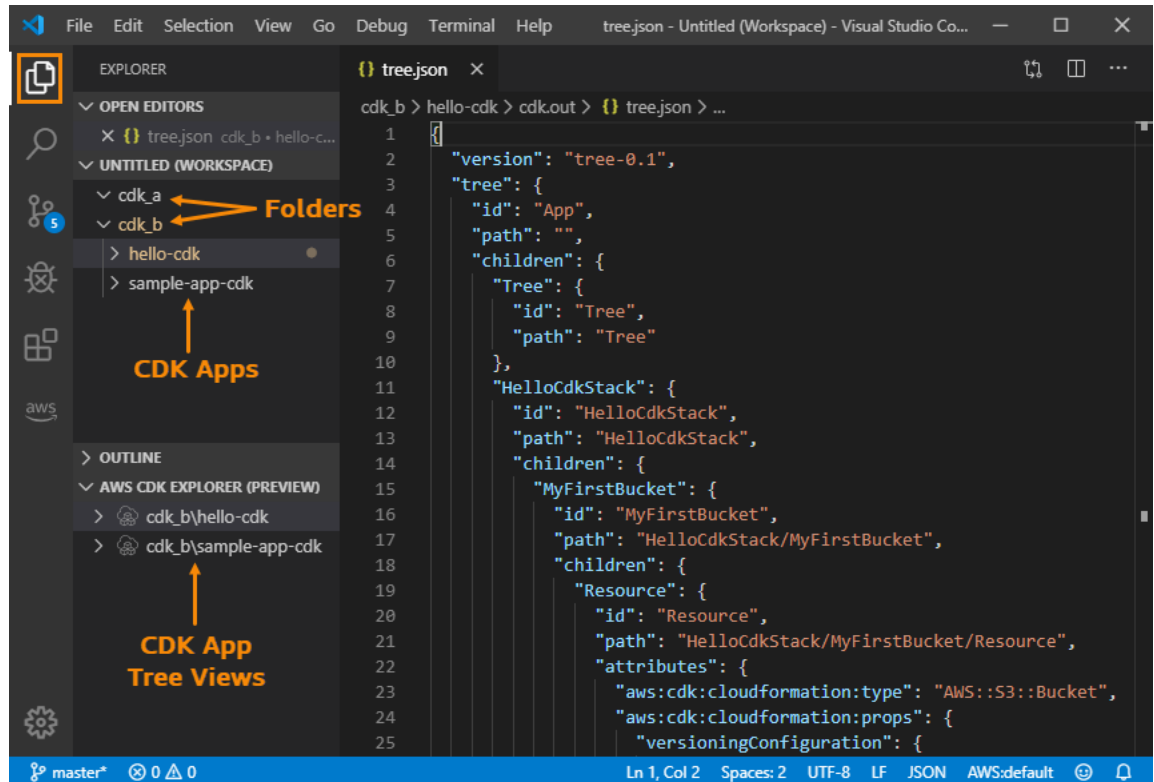 File Edit Selection View Go Debug Terminal Help tree.json - Untitled (Workspace) - Visual Studio Co...
EXPLORER
OPEN EDITORS
{} tree.json cdk_b • hello-c...
UNTITLED (WORKSPACE)
cdk_a
cdk_b
Folders
hello-cdk
sample-app-cdk
CDK Apps
5
aws
OUTLINE
AWS CDK EXPLORER (PREVIEW)
cdk_b\hello-cdk
cdk_b\sample-app-cdk
CDK App
Tree Views
{} tree.json
cdk_b > hello-cdk > cdk.out > {} tree.json > ...
1 {
2 "version": "tree-0.1",
3 "tree": {
4 "id": "App",
5 "path": "",
6 "children": {
7 "Tree": {
8 "id": "Tree",
9 "path": "Tree"
10 },
11 "HelloCdkStack": {
12 "id": "HelloCdkStack",
13 "path": "HelloCdkStack",
14 "children": {
15 "MyFirstBucket": {
16 "id": "MyFirstBucket",
17 "path": "HelloCdkStack/MyFirstBucket",
18 "children": {
19 "Resource": {
20 "id": "Resource",
21 "path": "HelloCdkStack/MyFirstBucket/Resource",
22 "attributes": {
23 "aws:cdk:cloudformation:type": "AWS::S3::Bucket",
24 "aws:cdk:cloudformation:props": {
25 "versioningConfiguration": {
master* 0 0 Ln 1, Col 2 Spaces: 2 UTF-8 LF JSON AWS:default